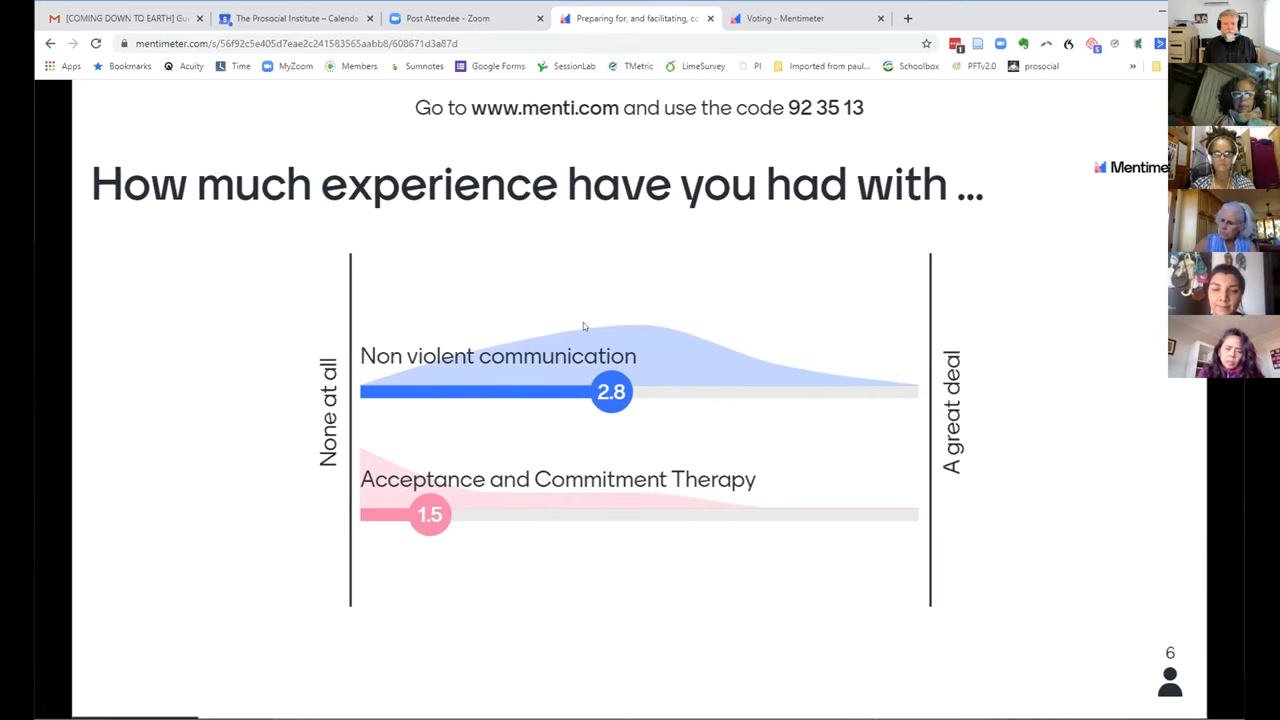 [COMING DOWN TO EARTH] Gu
The Prosocial Institute – Calenda
Post Attendee - Zoom
Preparing for, and facilitating, co
Voting - Mentimeter
mentimeter.com/s/56f92c5e405d7eae2c241583565aabb8/608671d3a87d
Apps
Bookmarks
Acuity
Time
MyZoom
Members
Sumnotes
Google Forms
SessionLab
TMetric
LimeSurvey
PI
Imported from paul...
Schoolbox
PFTv2.0
prosocial
»
Go to www.menti.com and use the code 92 35 13
How much experience have you had with ...
Mentime
None at all
Non violent communication
2.8
Acceptance and Commitment Therapy
1.5
A great deal
6